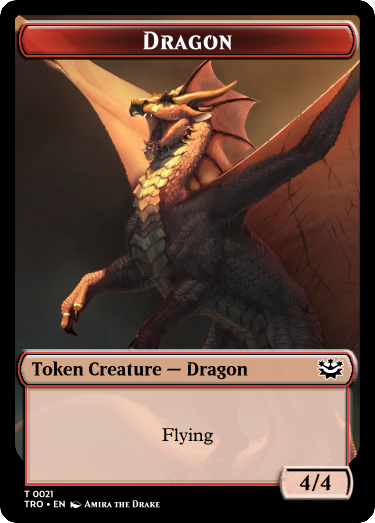 Dragon
Token Creature — Dragon
Flying
4/4
T 0021
TRO • EN Amira the Drake